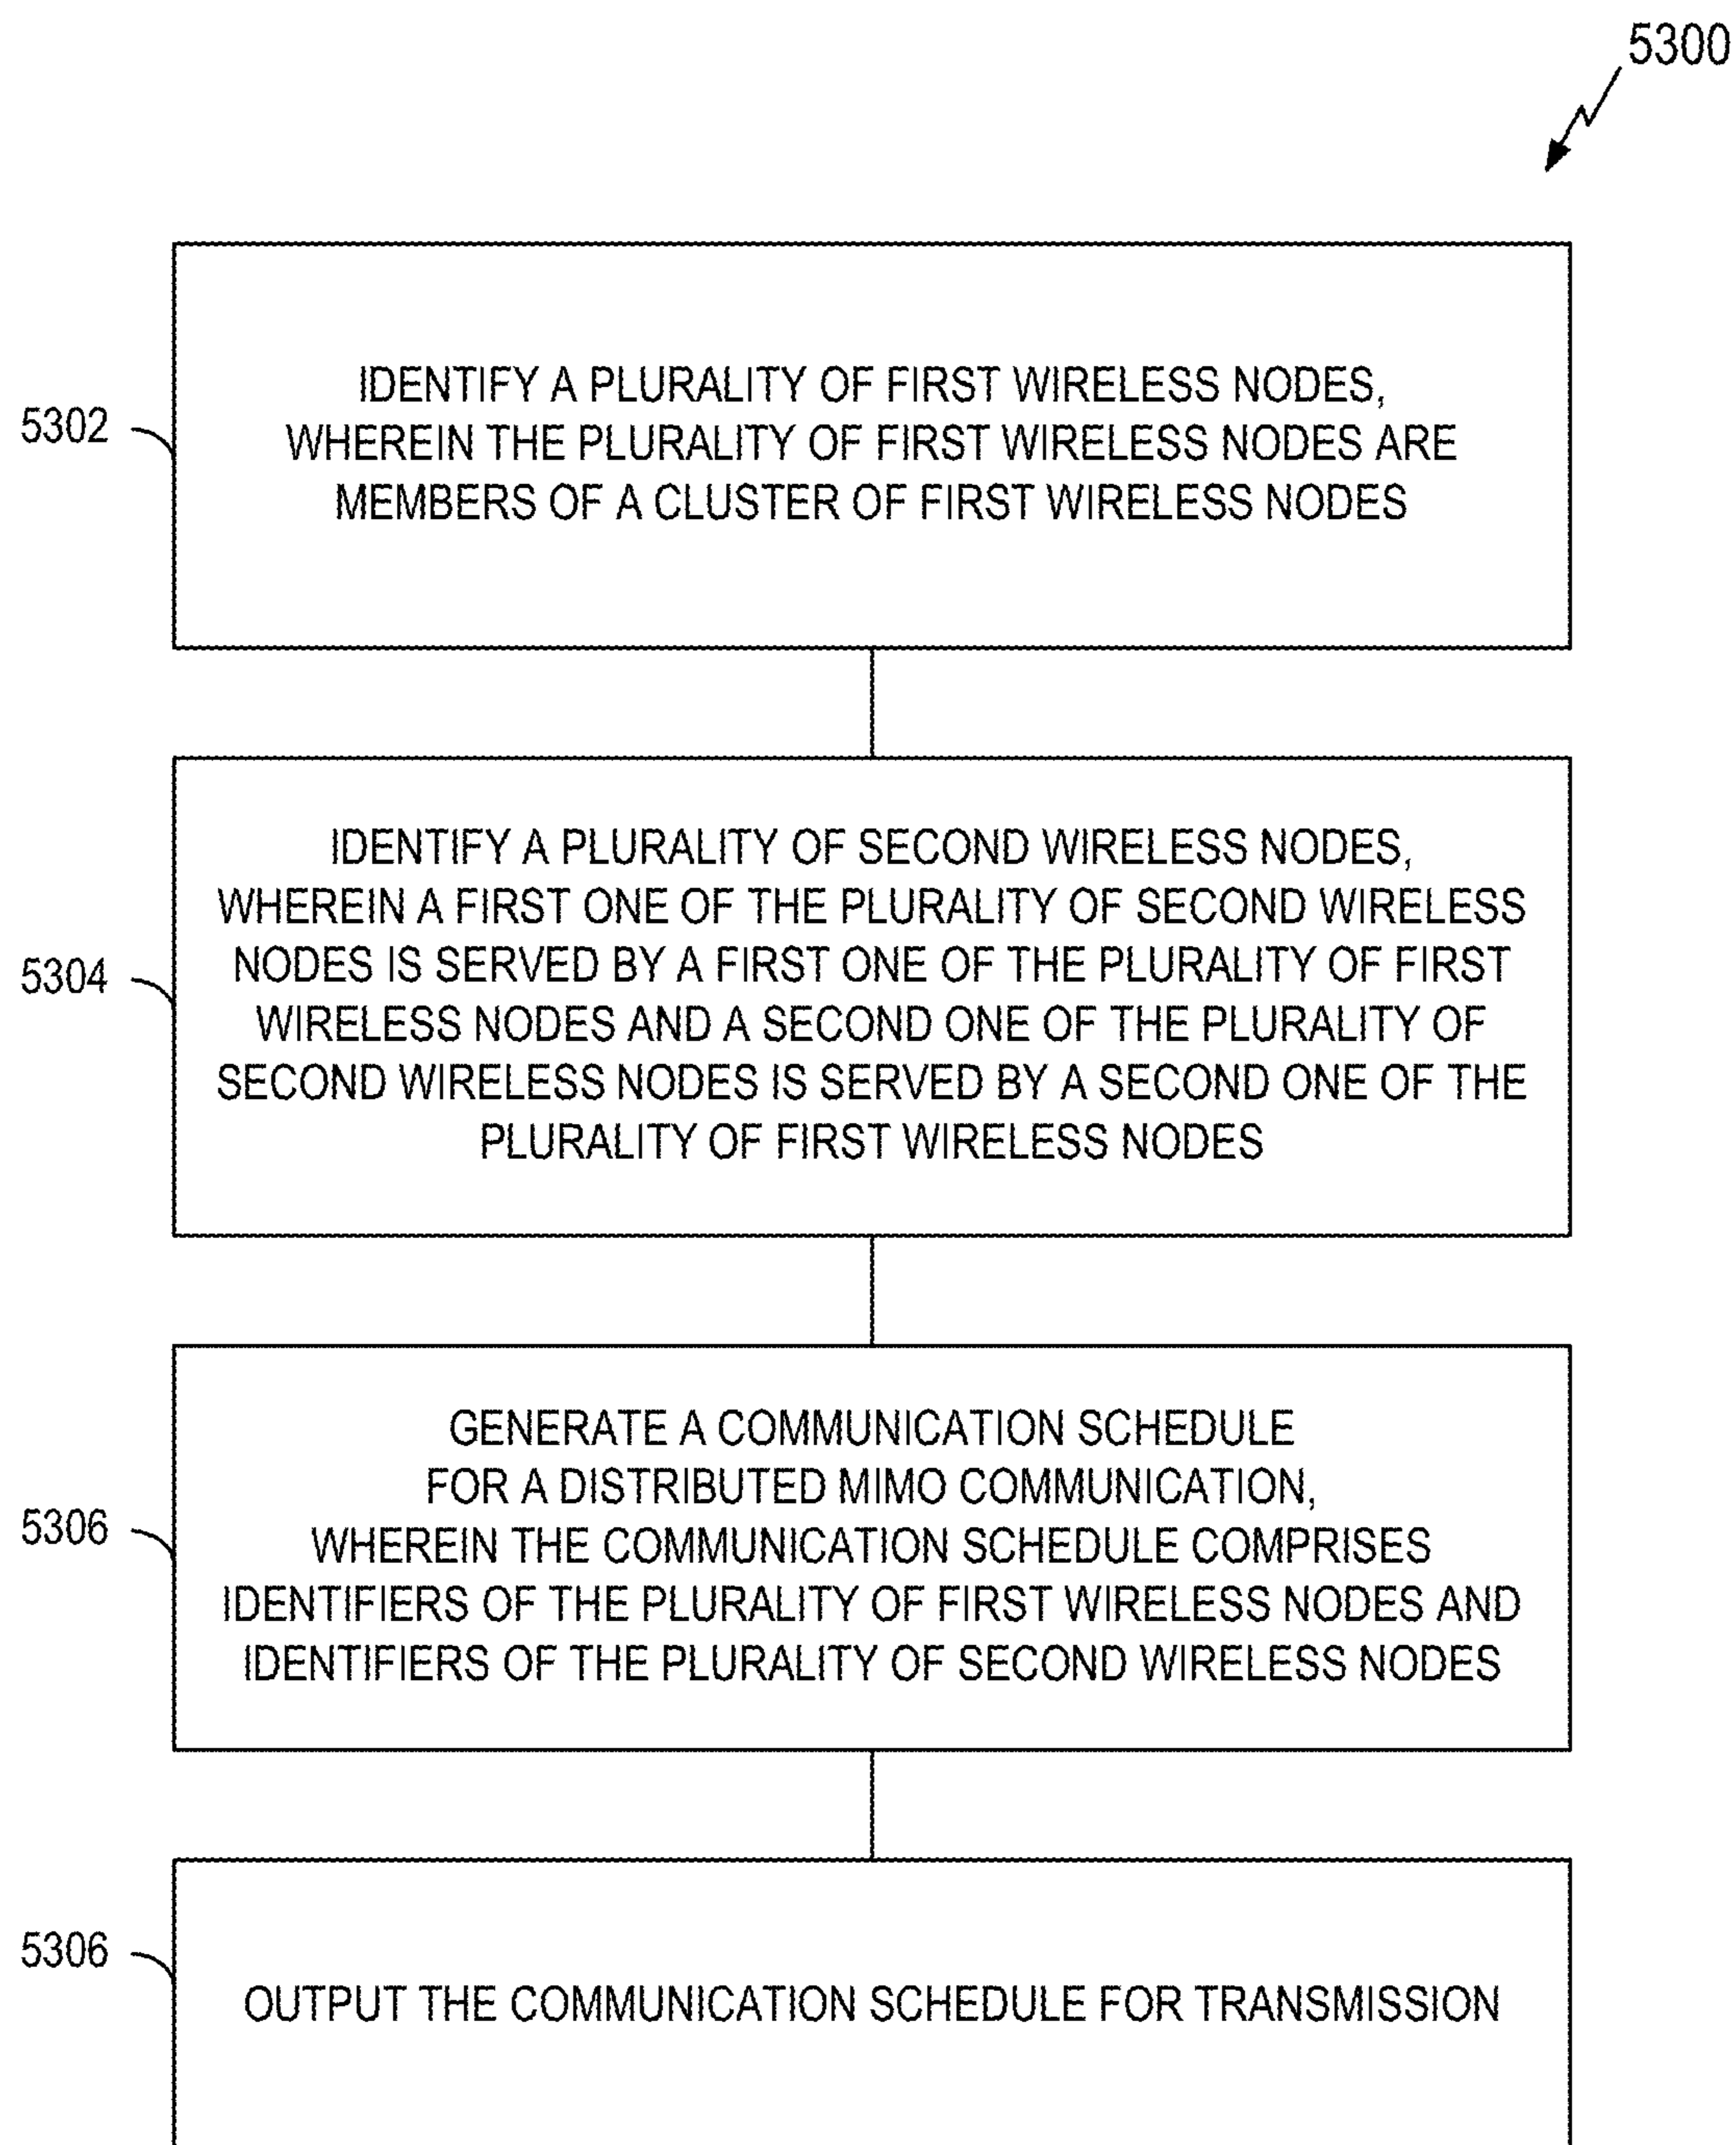 5300
5302
IDENTIFY A PLURALITY OF FIRST WIRELESS NODES,
WHEREIN THE PLURALITY OF FIRST WIRELESS NODES ARE
MEMBERS OF A CLUSTER OF FIRST WIRELESS NODES
5304
IDENTIFY A PLURALITY OF SECOND WIRELESS NODES,
WHEREIN A FIRST ONE OF THE PLURALITY OF SECOND WIRELESS
NODES IS SERVED BY A FIRST ONE OF THE PLURALITY OF FIRST
WIRELESS NODES AND A SECOND ONE OF THE PLURALITY OF
SECOND WIRELESS NODES IS SERVED BY A SECOND ONE OF THE
PLURALITY OF FIRST WIRELESS NODES
5306
GENERATE A COMMUNICATION SCHEDULE
FOR A DISTRIBUTED MIMO COMMUNICATION,
WHEREIN THE COMMUNICATION SCHEDULE COMPRISES
IDENTIFIERS OF THE PLURALITY OF FIRST WIRELESS NODES AND
IDENTIFIERS OF THE PLURALITY OF SECOND WIRELESS NODES
5306
OUTPUT THE COMMUNICATION SCHEDULE FOR TRANSMISSION